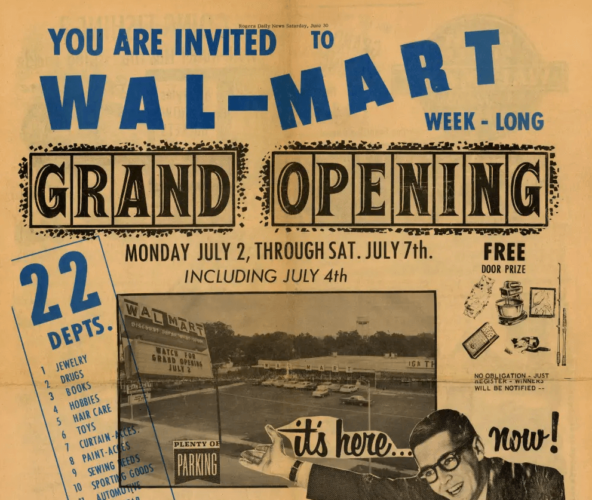 Rogers Daily News Saturday, June 30
YOU ARE INVITED TO
WAL-MART
WEEK - LONG
GRAND OPENING
MONDAY JULY 2, THROUGH SAT. JULY 7th.
INCLUDING JULY 4th
FREE
DOOR PRIZE
NO OBLIGATION - JUST
REGISTER - WINNERS
WILL BE NOTIFIED --
22
DEPTS.
1 JEWELRY
2 DRUGS
3 BOOKS
4 HOBBIES
5 HAIR CARE
6 TOYS
7 CURTAIN-ACCES.
8 PAINT-ACCES.
9 SEWING NEEDS
10 SPORTING GOODS
11 AUTOMOTIVE
WAL-MART
WATCH FOR
GRAND OPENING
JULY 2
PLENTY OF
PARKING
it's here... now!